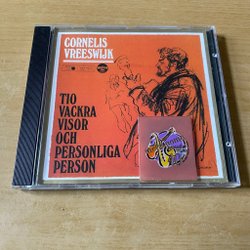 CORNELIS
VREESWIJK
TIO
VACKRA
VISOR
OCH
PERSONLIGA
PERSON